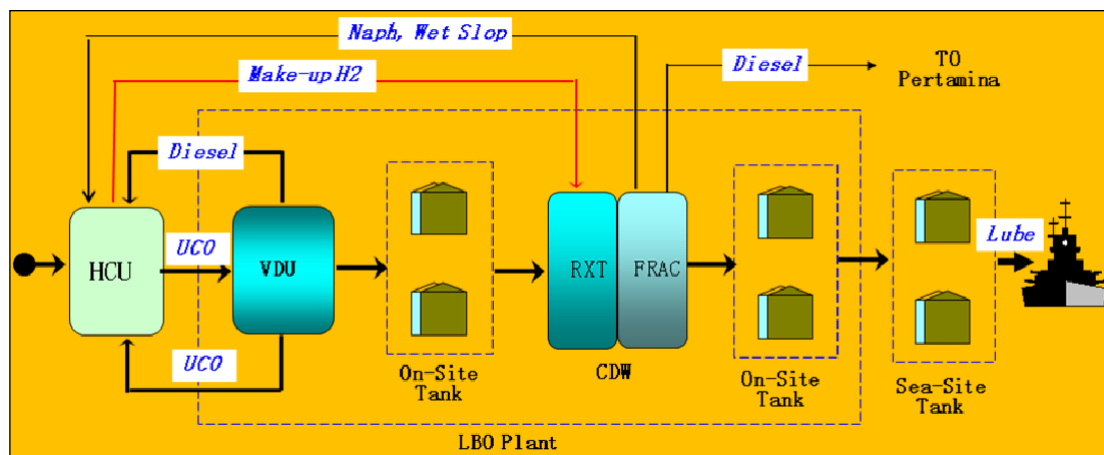 Naph, Wet Slop
Make-up H2
Diesel
TO
Pertamina
Diesel
HCU
UCO
VDU
UCO
On-Site
Tank
RXT
FRAC
CDW
On-Site
Tank
Lube
Sea-Site
Tank
LBO Plant